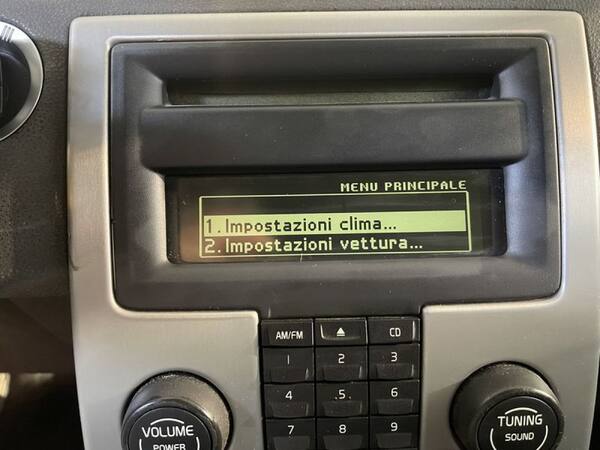 MENU PRINCIPALE
1. Impostazioni clima...
2. Impostazioni vettura...
AM/FM CD
1 2 3
4 .5. 6
7 8 9
VOLUME
POWER
TUNING
SOUND